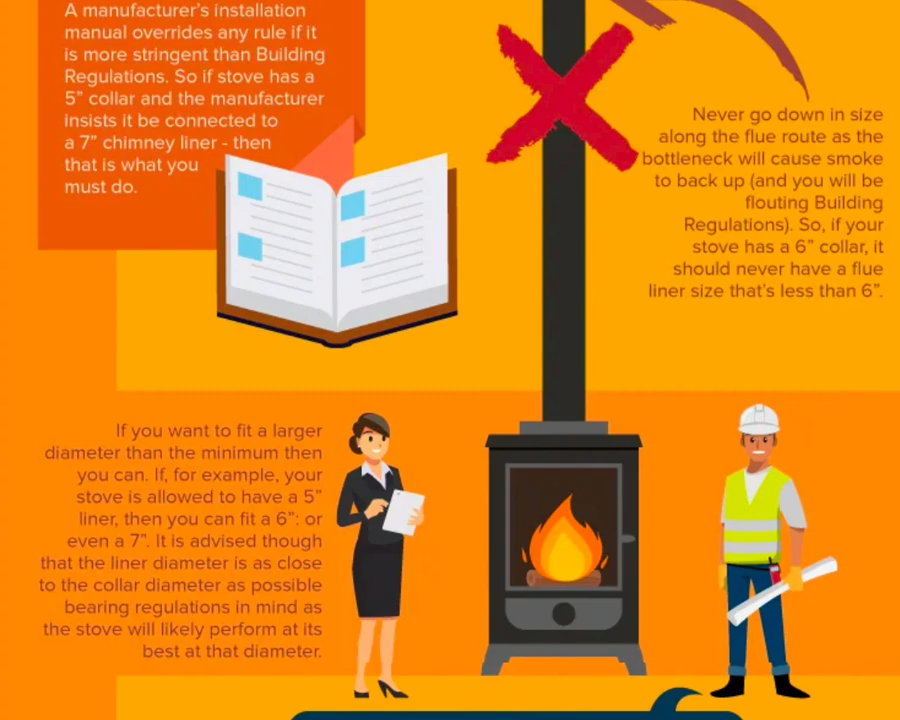 A manufacturer's installation
manual overrides any rule if it
is more stringent than Building
Regulations. So if stove has a
5" collar and the manufacturer
insists it be connected to
a 7" chimney liner - then
that is what you
must do.
Never go down in size
along the flue route as the
bottleneck will cause smoke
to back up (and you will be
flouting Building
Regulations). So, if your
stove has a 6" collar, it
should never have a flue
liner size that's less than 6".
If you want to fit a larger
diameter than the minimum then
you can. If, for example, your
stove is allowed to have a 5"
liner, then you can fit a 6": or
even a 7". It is advised though
that the liner diameter is as close
to the collar diameter as possible
bearing regulations in mind as
the stove will likely perform at its
best at that diameter.